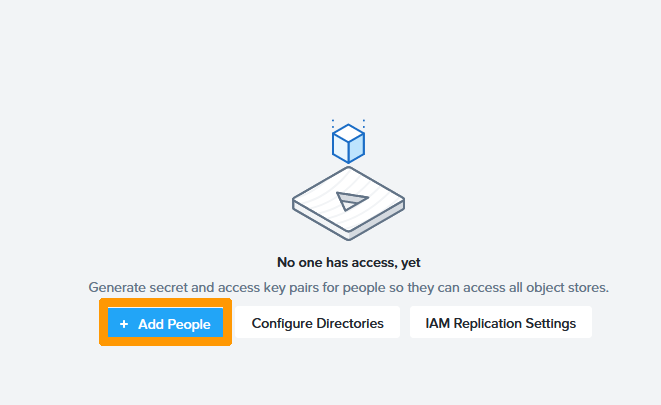 No one has access, yet
Generate secret and access key pairs for people so they can access all object stores.
+ Add People Configure Directories IAM Replication Settings